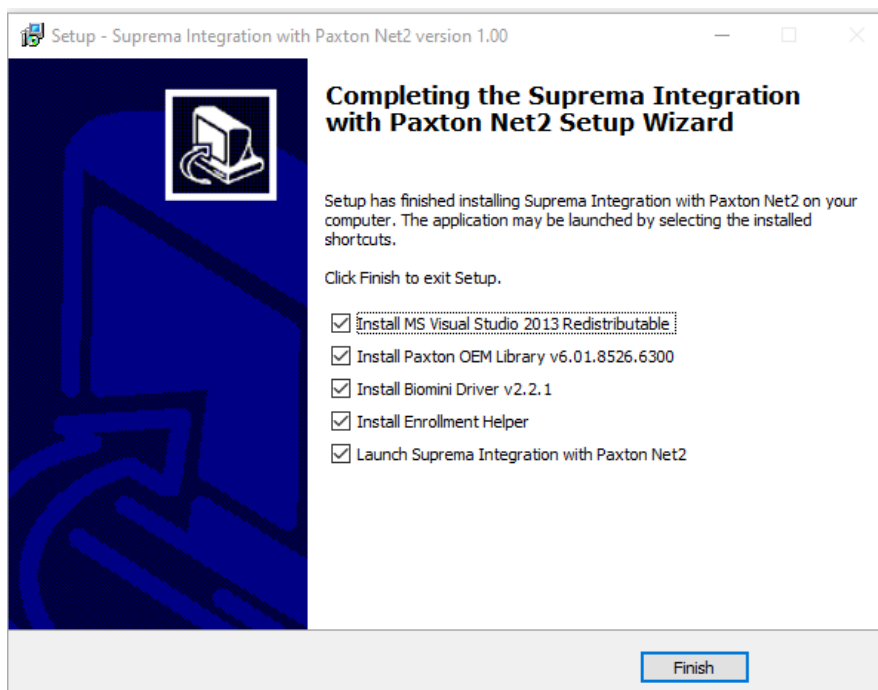 Setup - Suprema Integration with Paxton Net2 version 1.00
Completing the Suprema Integration
with Paxton Net2 Setup Wizard
Setup has finished installing Suprema Integration with Paxton Net2 on your
computer. The application may be launched by selecting the installed
shortcuts.
Click Finish to exit Setup.
Install MS Visual Studio 2013 Redistributable
Install Paxton OEM Library v6.01.8526.6300
Install Biomini Driver v2.2.1
Install Enrollment Helper
Launch Suprema Integration with Paxton Net2
Finish